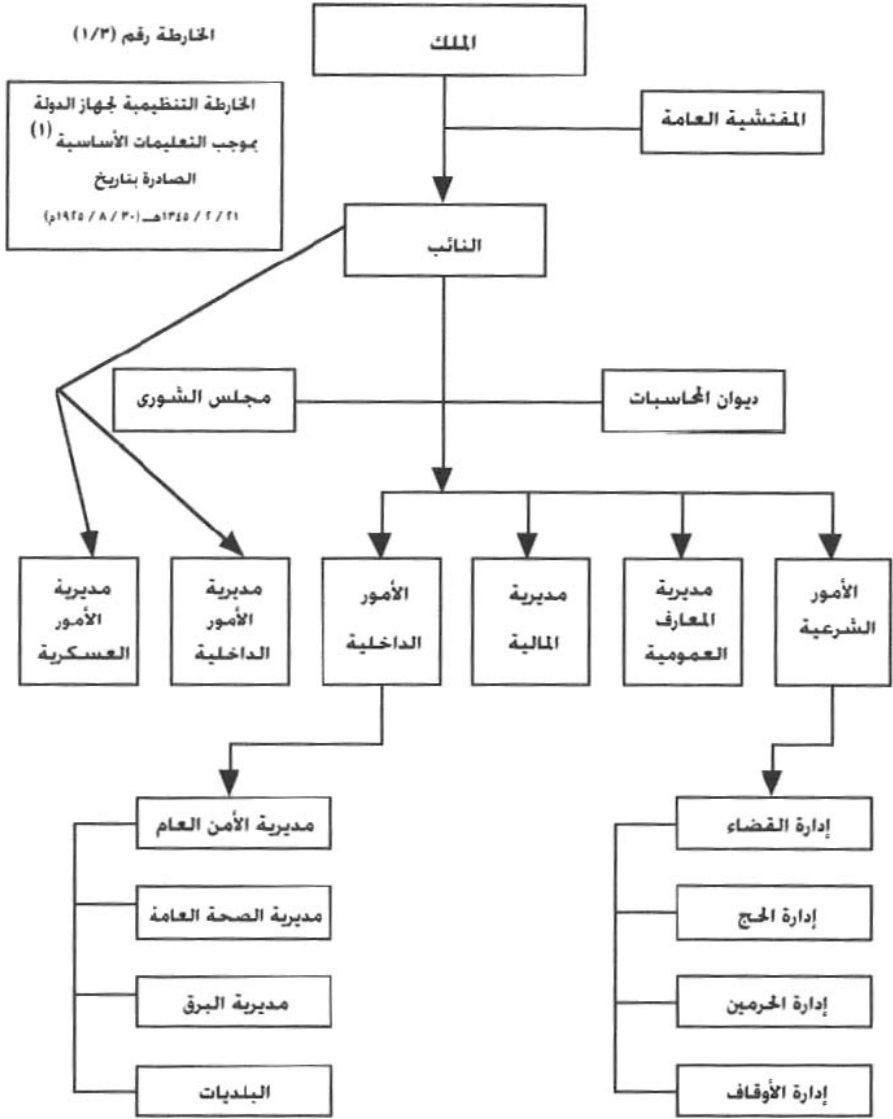 الخارطة رقم (١/٣)
الملك
الخارطة التنظيمية لجهاز الدولة
بموجب التعليمات الأساسية (١)
الصادرة بتاريخ
٢١ / ٢ / ١٣٤٥هـ (٣٠ / ٨ / ١٩٢٥م)
المفتشية العامة
النائب
ديوان المحاسبات
مجلس الشورى
الأمور
الشرعية
مديرية
المعارف
العمومية
مديرية
المالية
الأمور
الداخلية
مديرية
الأمور
الداخلية
مديرية
الأمور
العسكرية
إدارة القضاء
إدارة الحج
إدارة الحرمين
إدارة الأوقاف
مديرية الأمن العام
مديرية الصحة العامة
مديرية البرق
البلديات